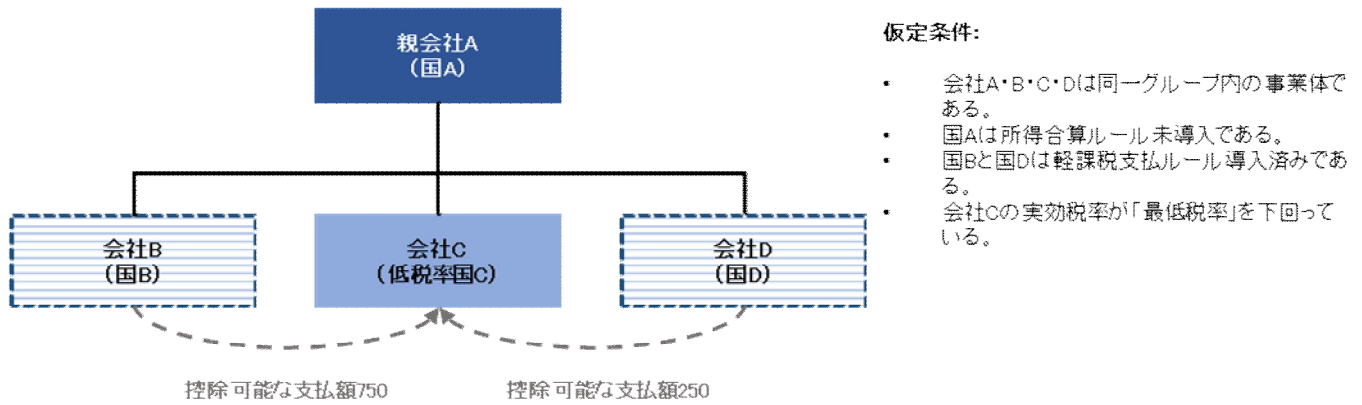 親会社A
（国A）
仮定条件:
• 会社A・B・C・Dは同一グループ内の事業体で
ある。
• 国Aは所得合算ルール未導入である。
• 国Bと国Dは軽課税支払ルール導入済みであ
る。
• 会社Cの実効税率が「最低税率」を下回って
いる。
会社B
（国B）
会社C
（低税率国C）
会社D
（国D）
控除可能な支払額750
控除可能な支払額250